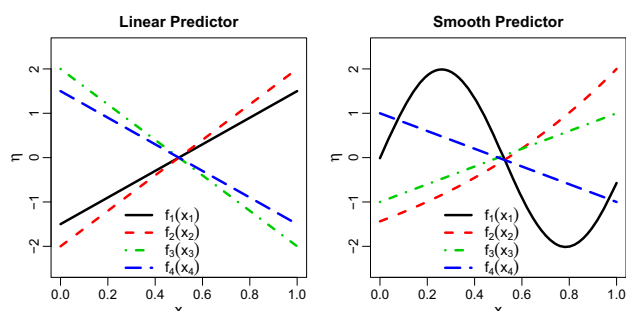 Linear Predictor
2
1
0
−1
−2
η
f₁(x₁)
f₂(x₂)
f₃(x₃)
f₄(x₄)
0.0 0.2 0.4 0.6 0.8 1.0
x
Smooth Predictor
2
1
0
−1
−2
η
f₁(x₁)
f₂(x₂)
f₃(x₃)
f₄(x₄)
0.0 0.2 0.4 0.6 0.8 1.0
x